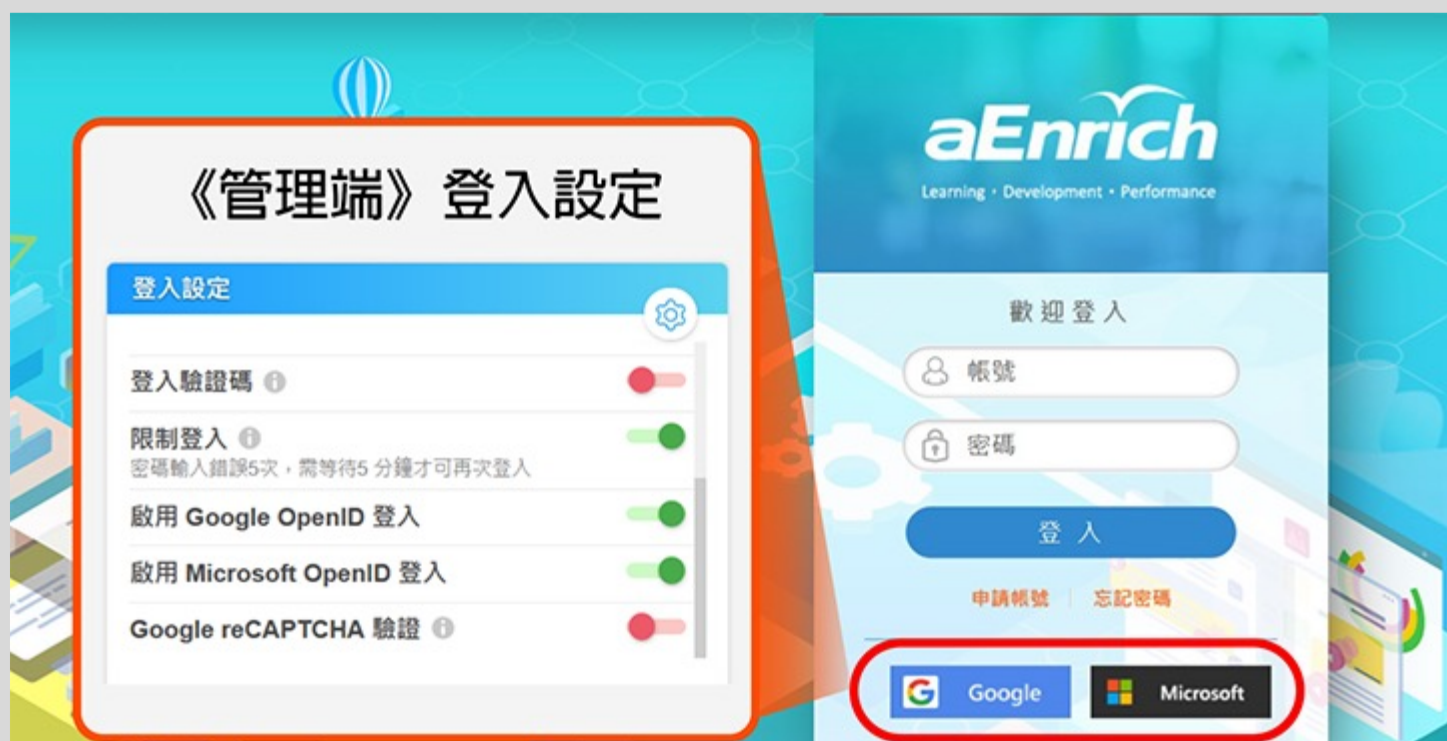 《管理端》登入設定
登入設定
登入驗證碼
限制登入
密碼輸入錯誤5次，需等待5 分鐘才可再次登入
啟用 Google OpenID 登入
啟用 Microsoft OpenID 登入
Google reCAPTCHA 驗證
aEnrich
Learning・Development・Performance
歡迎登入
帳號
密碼
登入
申請帳號 | 忘記密碼
Google
Microsoft